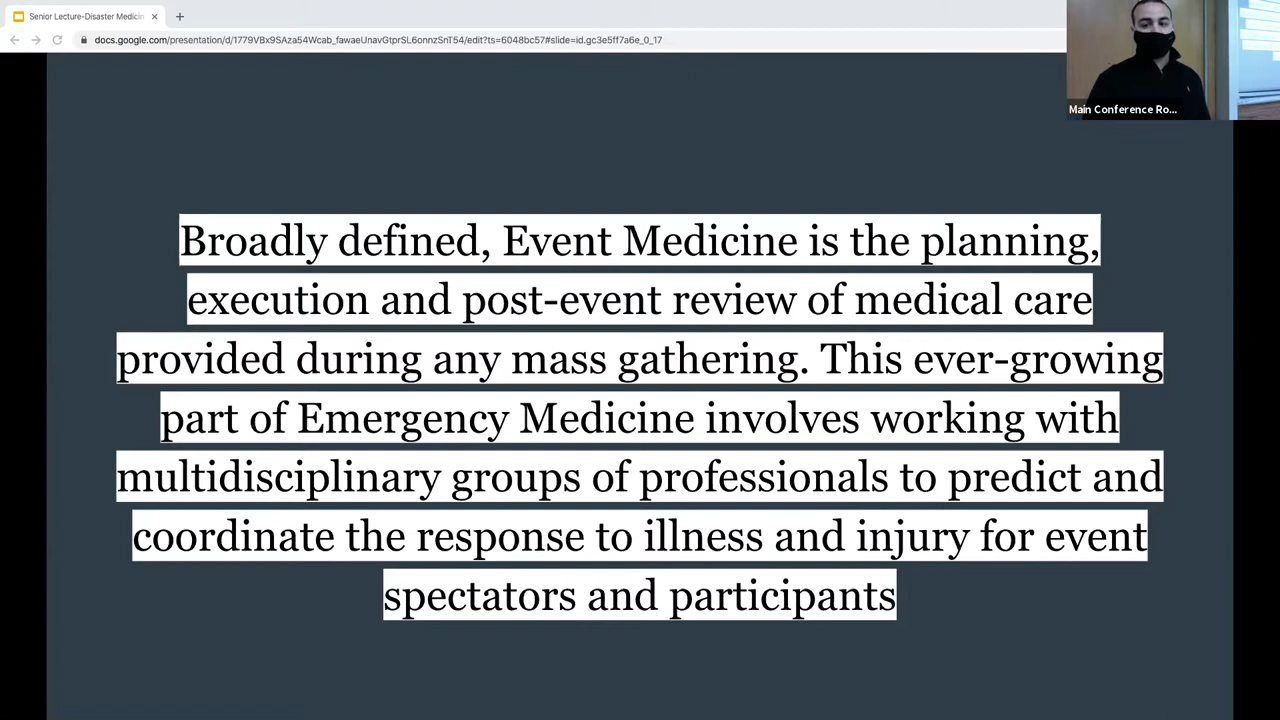 Senior Lecture-Disaster Medicin
docs.google.com/presentation/d/1779VBx9SAza54Wcab_fawaeUnavGtprSL6onnzSnT54/edit?ts=6048bc57#slide=id.gc3e5ff7a6e_0_17
Main Conference Ro...
Broadly defined, Event Medicine is the planning,
execution and post-event review of medical care
provided during any mass gathering. This ever-growing
part of Emergency Medicine involves working with
multidisciplinary groups of professionals to predict and
coordinate the response to illness and injury for event
spectators and participants